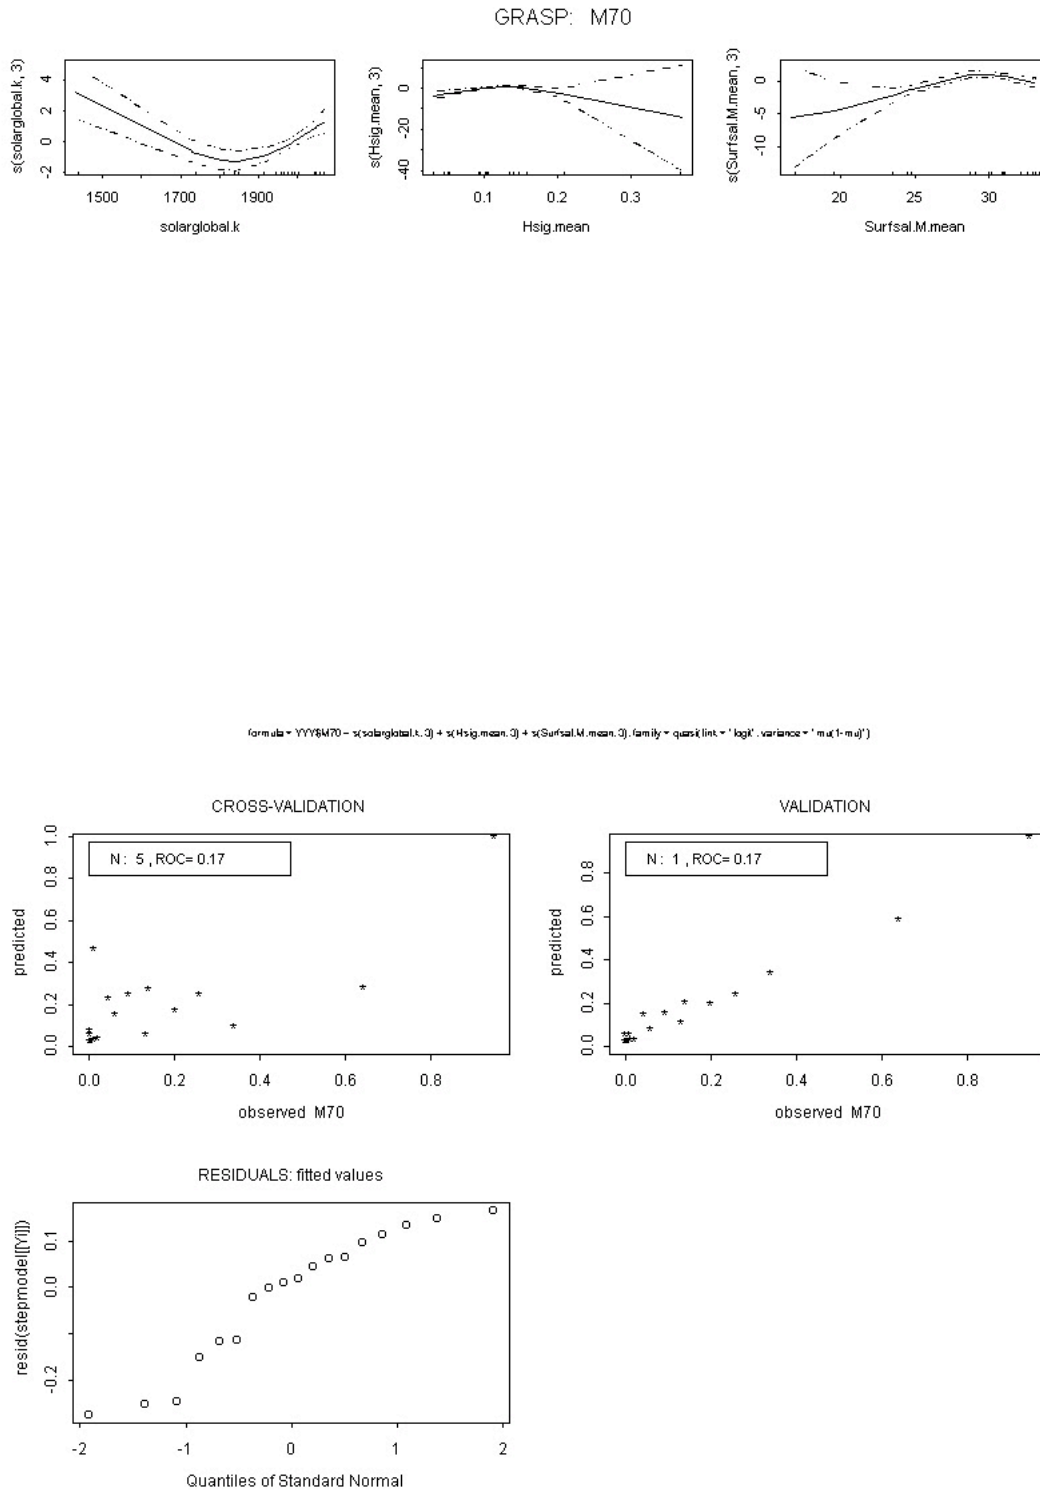 GRASP: M70
s(solarglobal.k, 3)
4
2
0
-2
1500 1700 1900
solarglobal.k
s(Hsig.mean, 3)
0
-20
-40
0.1 0.2 0.3
Hsig.mean
s(Surfsal.M.mean, 3)
0
-5
-10
20 25 30
Surfsal.M.mean
formula = YYY$M70 ~ s(solarglobal.k, 3) + s(Hsig.mean, 3) + s(Surfsal.M.mean, 3), family = quasi(link = "logit", variance = "mu(1-mu)")
CROSS-VALIDATION
N : 5 , ROC= 0.17
predicted
1.0
0.8
0.6
0.4
0.2
0.0
0.0 0.2 0.4 0.6 0.8
observed M70
VALIDATION
N : 1 , ROC= 0.17
predicted
0.8
0.6
0.4
0.2
0.0
0.0 0.2 0.4 0.6 0.8
observed M70
RESIDUALS: fitted values
resid(stepmodel[[Yi]])
0.1
0.0
-0.2
-2 -1 0 1 2
Quantiles of Standard Normal